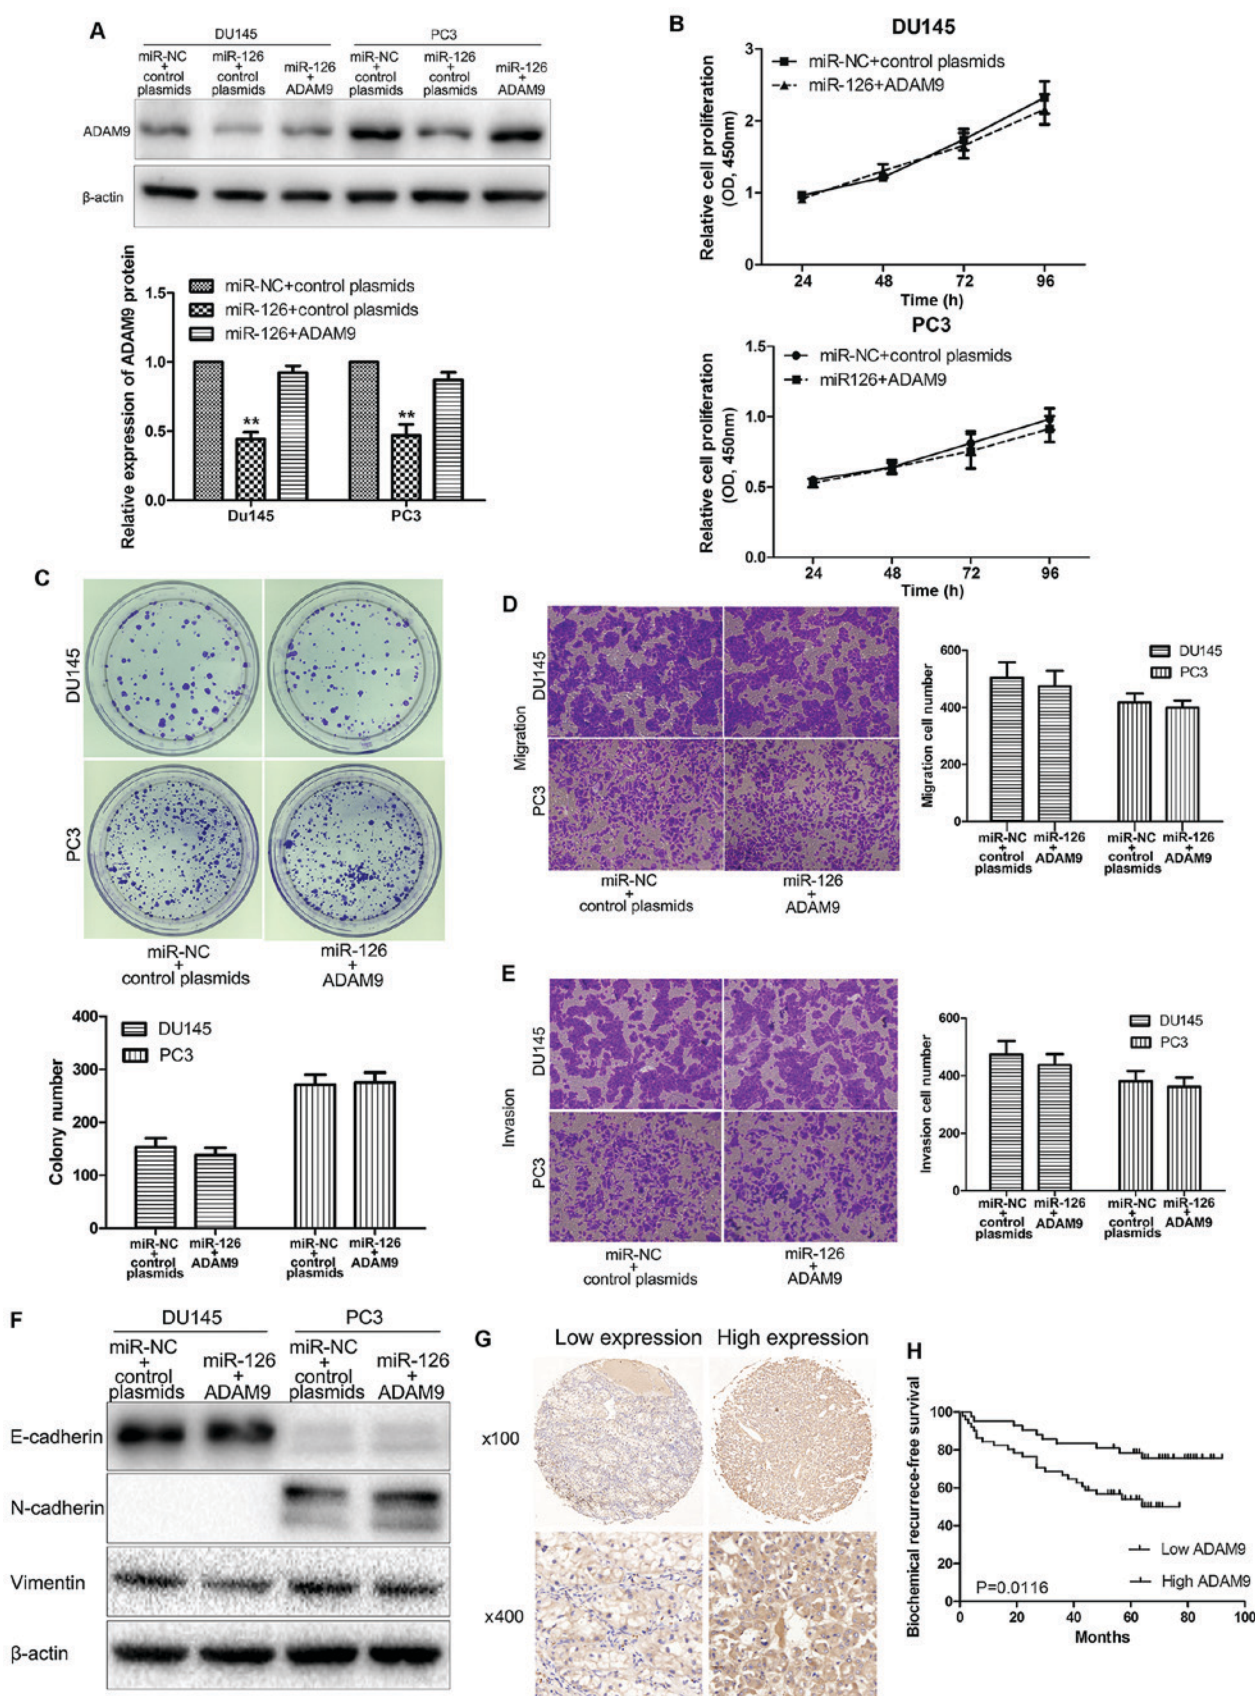 A
DU145
PC3
miR-NC
+
control
plasmids
miR-126
+
control
plasmids
miR-126
+
ADAM9
miR-NC
+
control
plasmids
miR-126
+
control
plasmids
miR-126
+
ADAM9
ADAM9
β-actin
Relative expression of ADAM9 protein
miR-NC+control plasmids
miR-126+control plasmids
miR-126+ADAM9
1.5
1.0
0.5
0.0
**
**
Du145
PC3
B
DU145
miR-NC+control plasmids
miR-126+ADAM9
Relative cell proliferation
(OD, 450nm)
3
2
1
0
24
48
72
96
Time (h)
PC3
miR-NC+control plasmids
miR126+ADAM9
Relative cell proliferation
(OD, 450nm)
1.5
1.0
0.5
0.0
24
48
72
96
Time (h)
C
DU145
PC3
miR-NC
+
control plasmids
miR-126
+
ADAM9
DU145
PC3
Colony number
400
300
200
100
0
miR-NC
+
control
plasmids
miR-126
+
ADAM9
miR-NC
+
control
plasmids
miR-126
+
ADAM9
D
Migration
DU145
PC3
miR-NC
+
control plasmids
miR-126
+
ADAM9
Migration cell number
600
400
200
0
DU145
PC3
miR-NC
+
control
plasmids
miR-126
+
ADAM9
miR-NC
+
control
plasmids
miR-126
+
ADAM9
E
Invasion
DU145
PC3
miR-NC
+
control plasmids
miR-126
+
ADAM9
Invasion cell number
600
400
200
0
DU145
PC3
miR-NC
+
control
plasmids
miR-126
+
ADAM9
miR-NC
+
control
plasmids
miR-126
+
ADAM9
F
DU145
PC3
miR-NC
+
control
plasmids
miR-126
+
ADAM9
miR-NC
+
control
plasmids
miR-126
+
ADAM9
E-cadherin
N-cadherin
Vimentin
β-actin
G
Low expression
High expression
x100
x400
H
Biochemical recurrece-free survival
100
80
60
40
20
0
Low ADAM9
High ADAM9
P=0.0116
0
20
40
60
80
100
Months